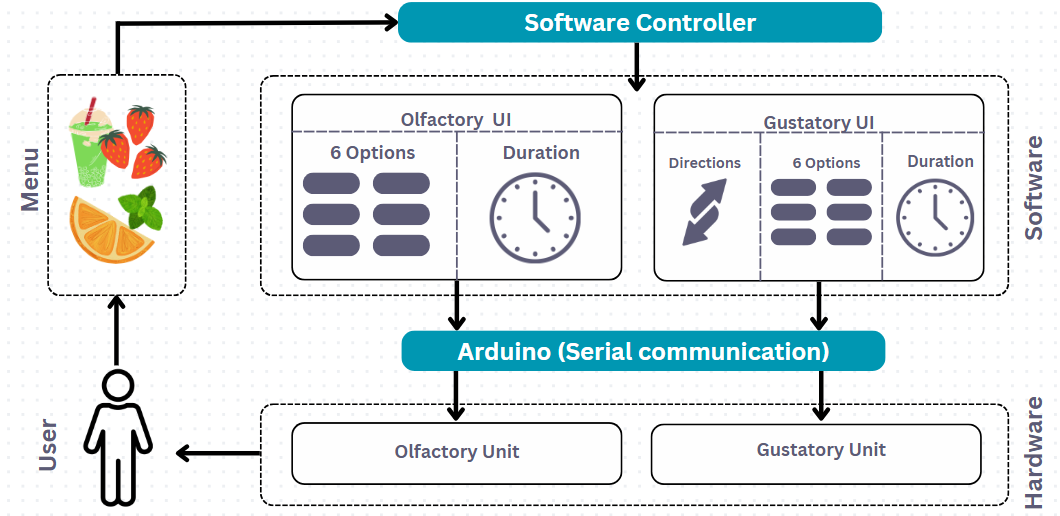 Software Controller
Menu
Olfactory UI
6 Options
Duration
Gustatory UI
Directions
6 Options
Duration
Software
Arduino (Serial communication)
User
Olfactory Unit
Gustatory Unit
Hardware